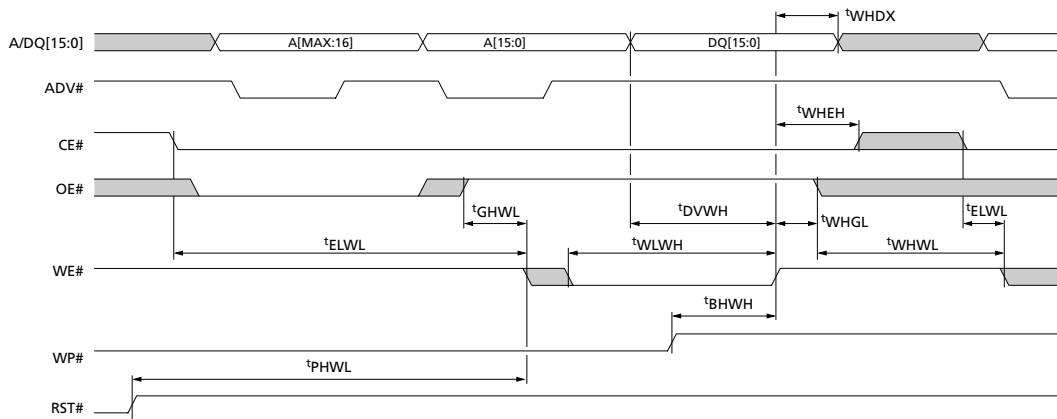 tWHDX
A/DQ[15:0] A[MAX:16] A[15:0] DQ[15:0]
ADV#
tWHEH
CE#
OE#
tGHWL tDVWH tWHGL tELWL
tELWL tWLWH tWHWL
WE#
tBHWH
WP#
tPHWL
RST#